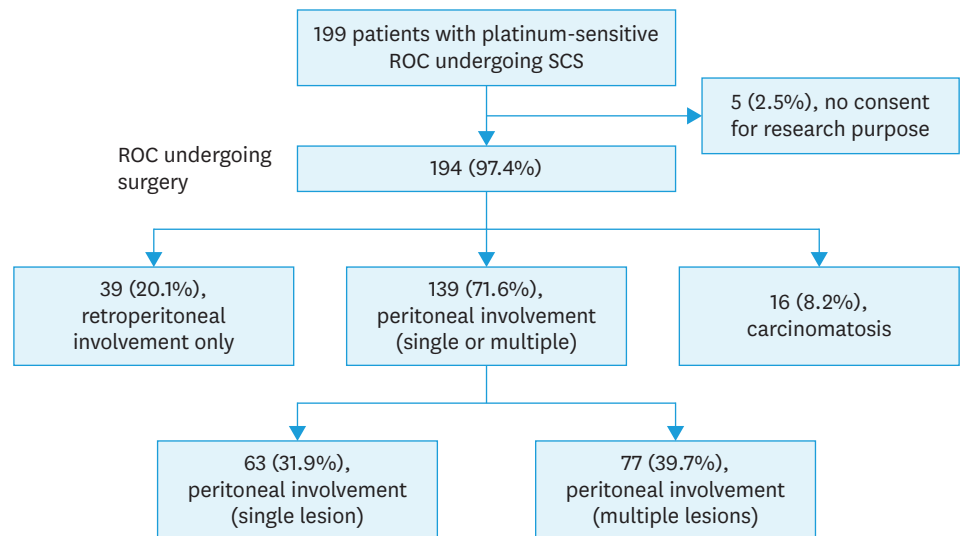 199 patients with platinum-sensitive
ROC undergoing SCS
5 (2.5%), no consent
for research purpose
ROC undergoing
surgery
194 (97.4%)
39 (20.1%),
retroperitoneal
involvement only
139 (71.6%),
peritoneal involvement
(single or multiple)
16 (8.2%),
carcinomatosis
63 (31.9%),
peritoneal involvement
(single lesion)
77 (39.7%),
peritoneal involvement
(multiple lesions)